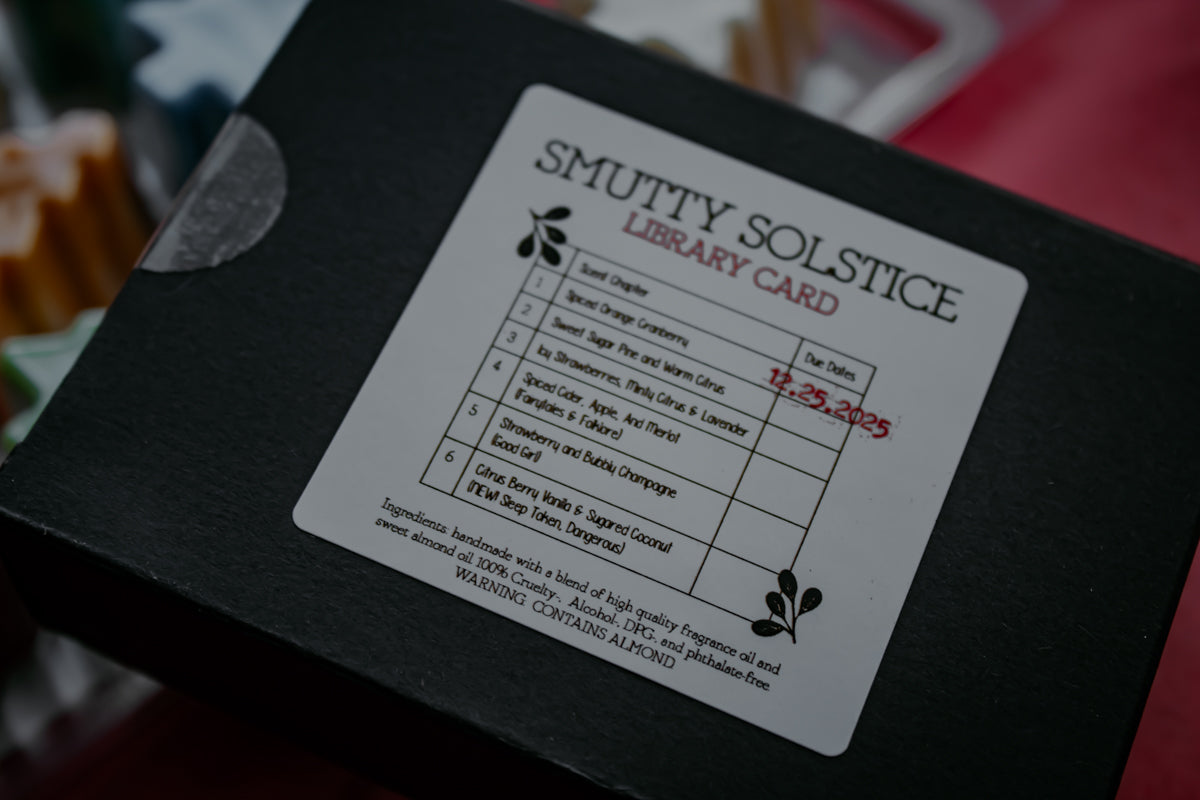 SMUTTY SOLSTICE
LIBRARY CARD
Scent Chapter
Due Dates
1 Spiced Orange Cranberry
12.25.2025
2 Sweet Sugar Pine and Warm Citrus
3 Icy Strawberries, Minty Citrus & Lavender
4 Spiced Cider, Apple, And Merlot
(Fairytales & Folklore)
5 Strawberry and Bubbly Champagne
(Good Girl)
6 Citrus Berry, Vanilla & Sugared Coconut
(NEW) Sleep Token, Dangerous)
Ingredients: handmade with a blend of high quality fragrance oil and
sweet almond oil. 100% Cruelty-, Alcohol-, DPG-, and phthalate-free.
WARNING: CONTAINS ALMOND